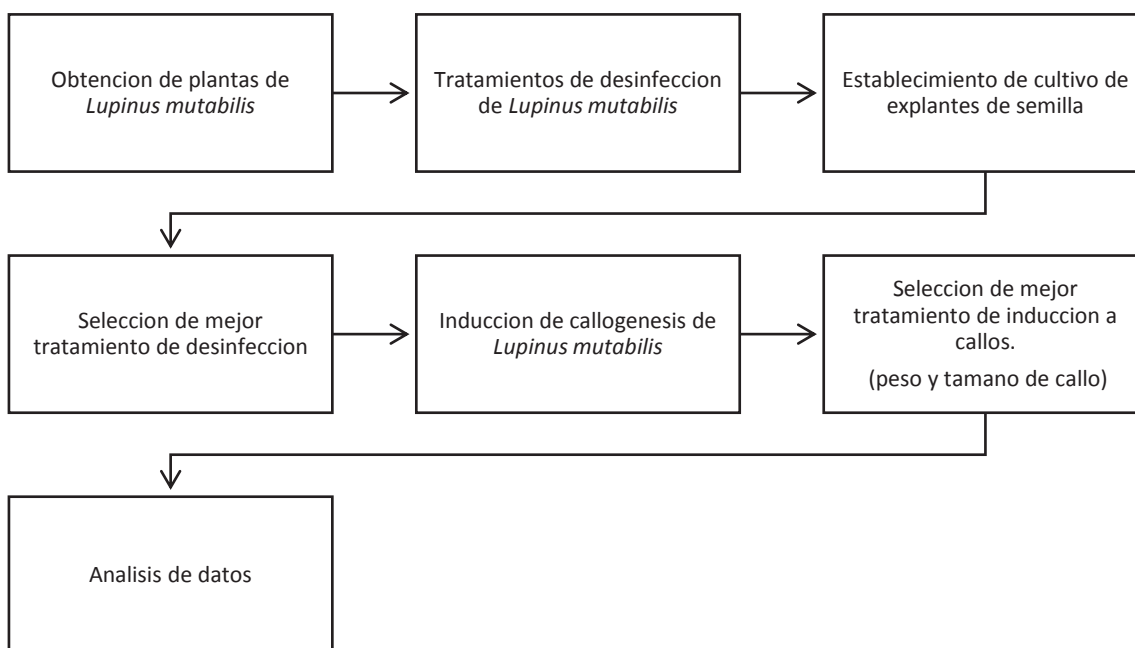 Obtencion de plantas de
Lupinus mutabilis
Tratamientos de desinfeccion
de Lupinus mutabilis
Establecimiento de cultivo de
explantes de semilla
Seleccion de mejor
tratamiento de desinfeccion
Induccion de callogenesis de
Lupinus mutabilis
Seleccion de mejor
tratamiento de induccion a
callos.
(peso y tamano de callo)
Analisis de datos